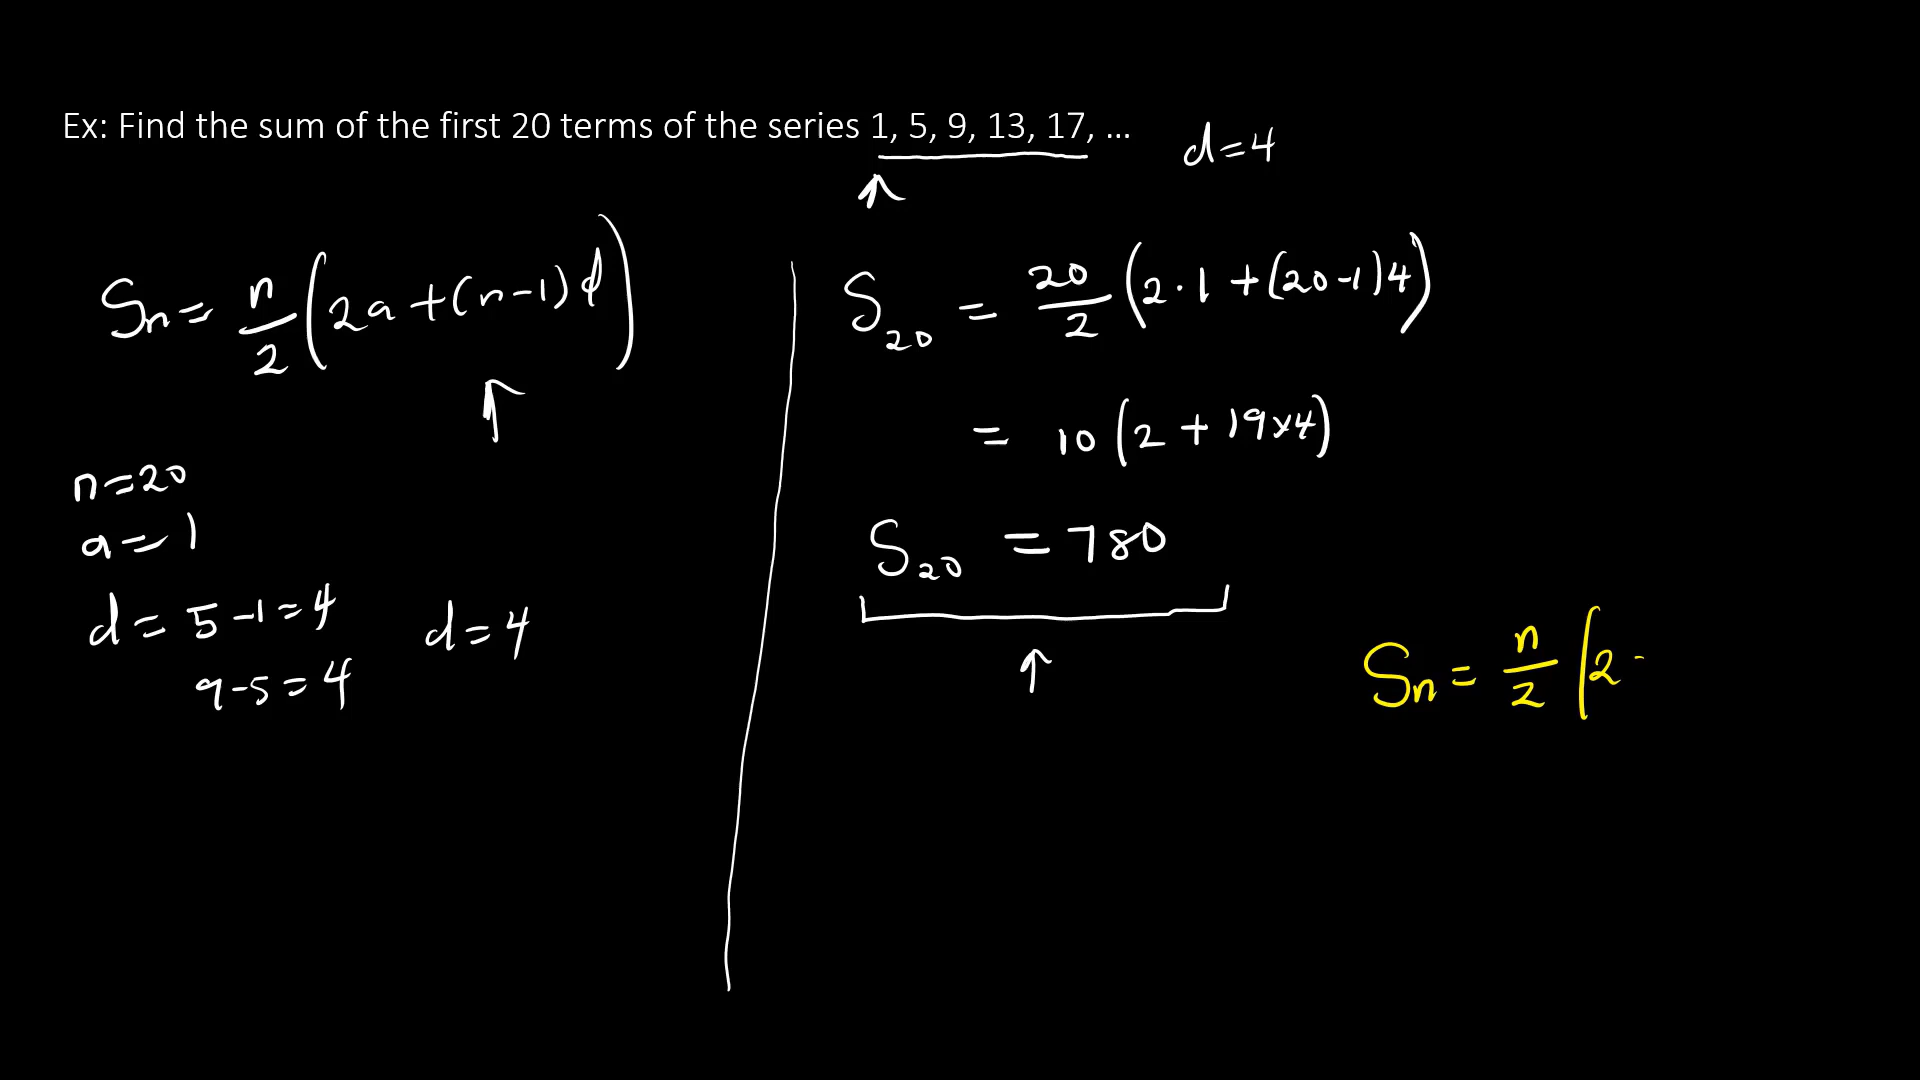 Ex: Find the sum of the first 20 terms of the series 1, 5, 9, 13, 17, ...
d=4
Sn = n/2 (2a+(n-1)d)
n=20
a=1
d= 5-1=4
9-5=4
d=4
S20 = 20/2 (2·1+(20-1)4)
= 10(2+19x4)
S20 = 780
Sn = n/2 (2 -